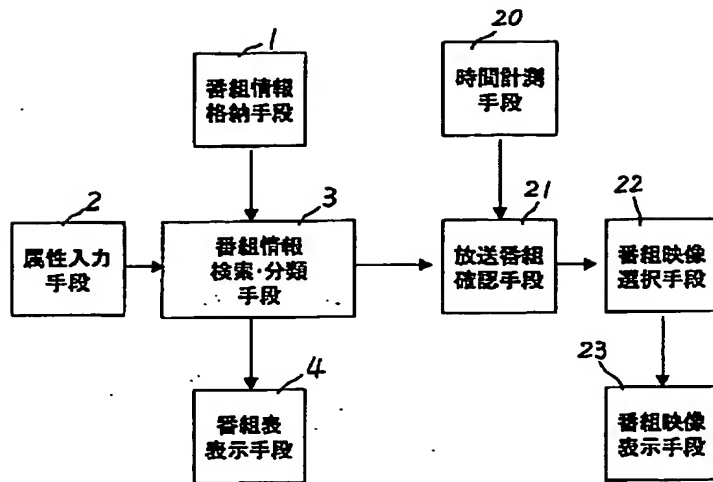 1
番組情報
格納手段
20
時間計測
手段
2
属性入力
手段
3
番組情報
検索・分類
手段
21
放送番組
確認手段
22
番組映像
選択手段
4
番組表
表示手段
23
番組映像
表示手段